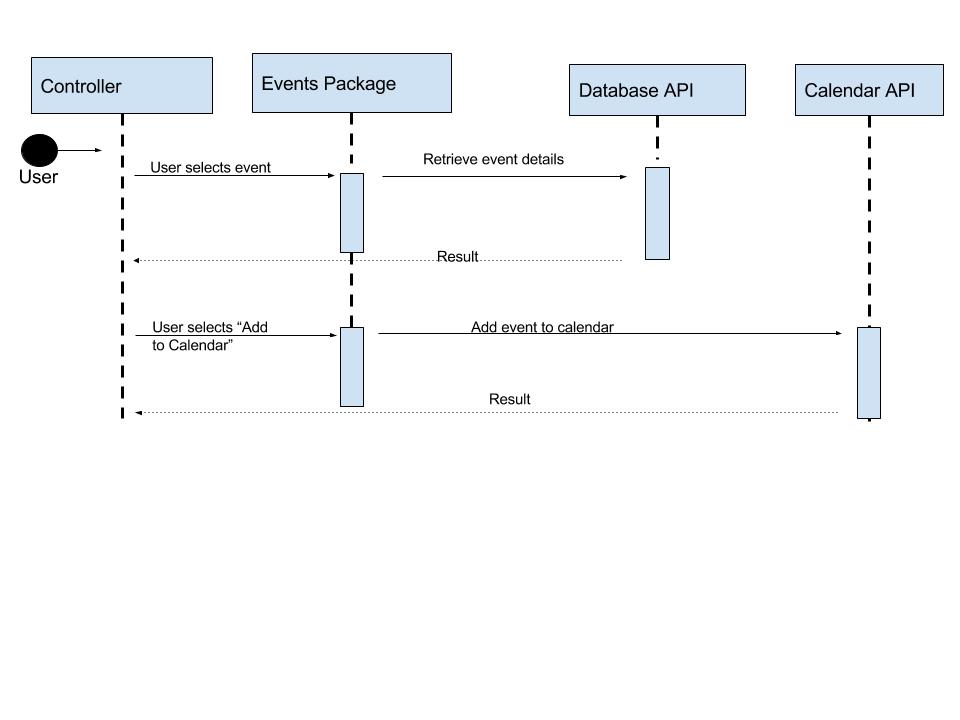 Controller
Events Package
Database API
Calendar API
User
User selects event
Retrieve event details
Result
User selects “Add
to Calendar”
Add event to calendar
Result